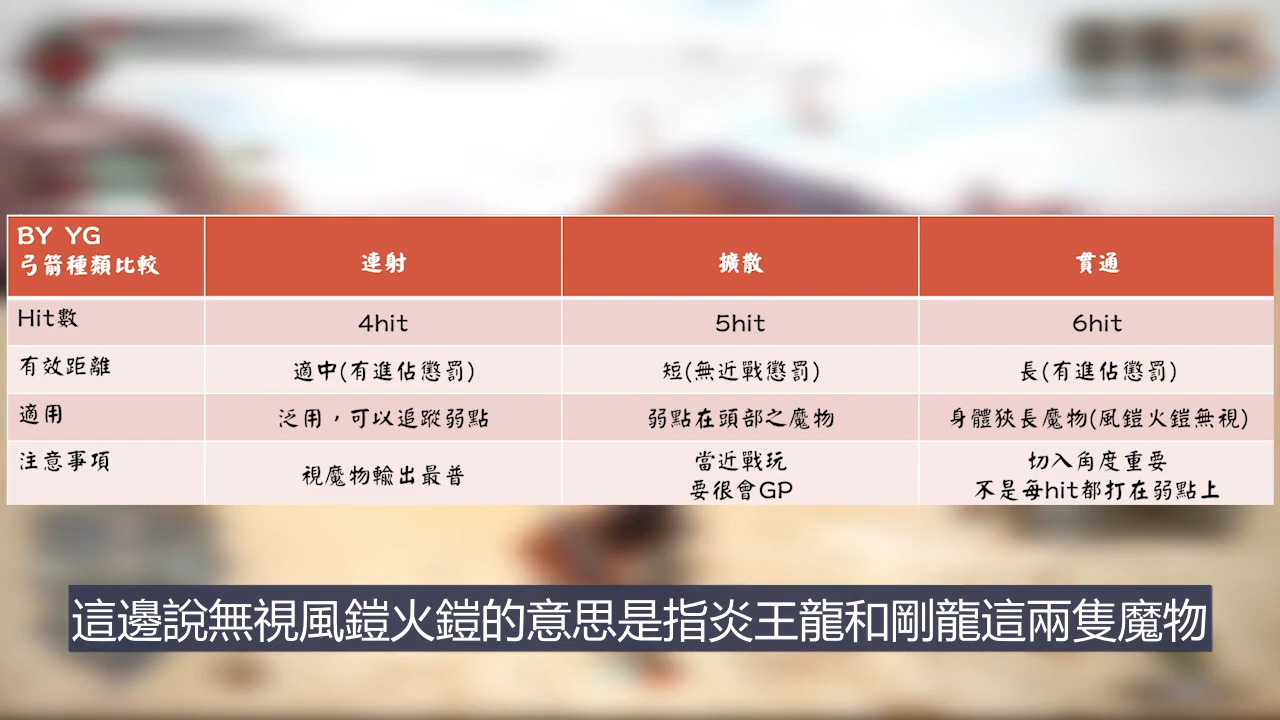 BY YG
弓箭種類比較
連射
擴散
貫通
Hit數
4hit
5hit
6hit
有效距離
適中(有進佔懲罰)
短(無近戰懲罰)
長(有進佔懲罰)
適用
泛用，可以追蹤弱點
弱點在頭部之魔物
身體狹長魔物(風鎧火鎧無視)
注意事項
視魔物輸出最普
當近戰玩
要很會GP
切入角度重要
不是每hit都打在弱點上
這邊說無視風鎧火鎧的意思是指炎王龍和剛龍這兩隻魔物